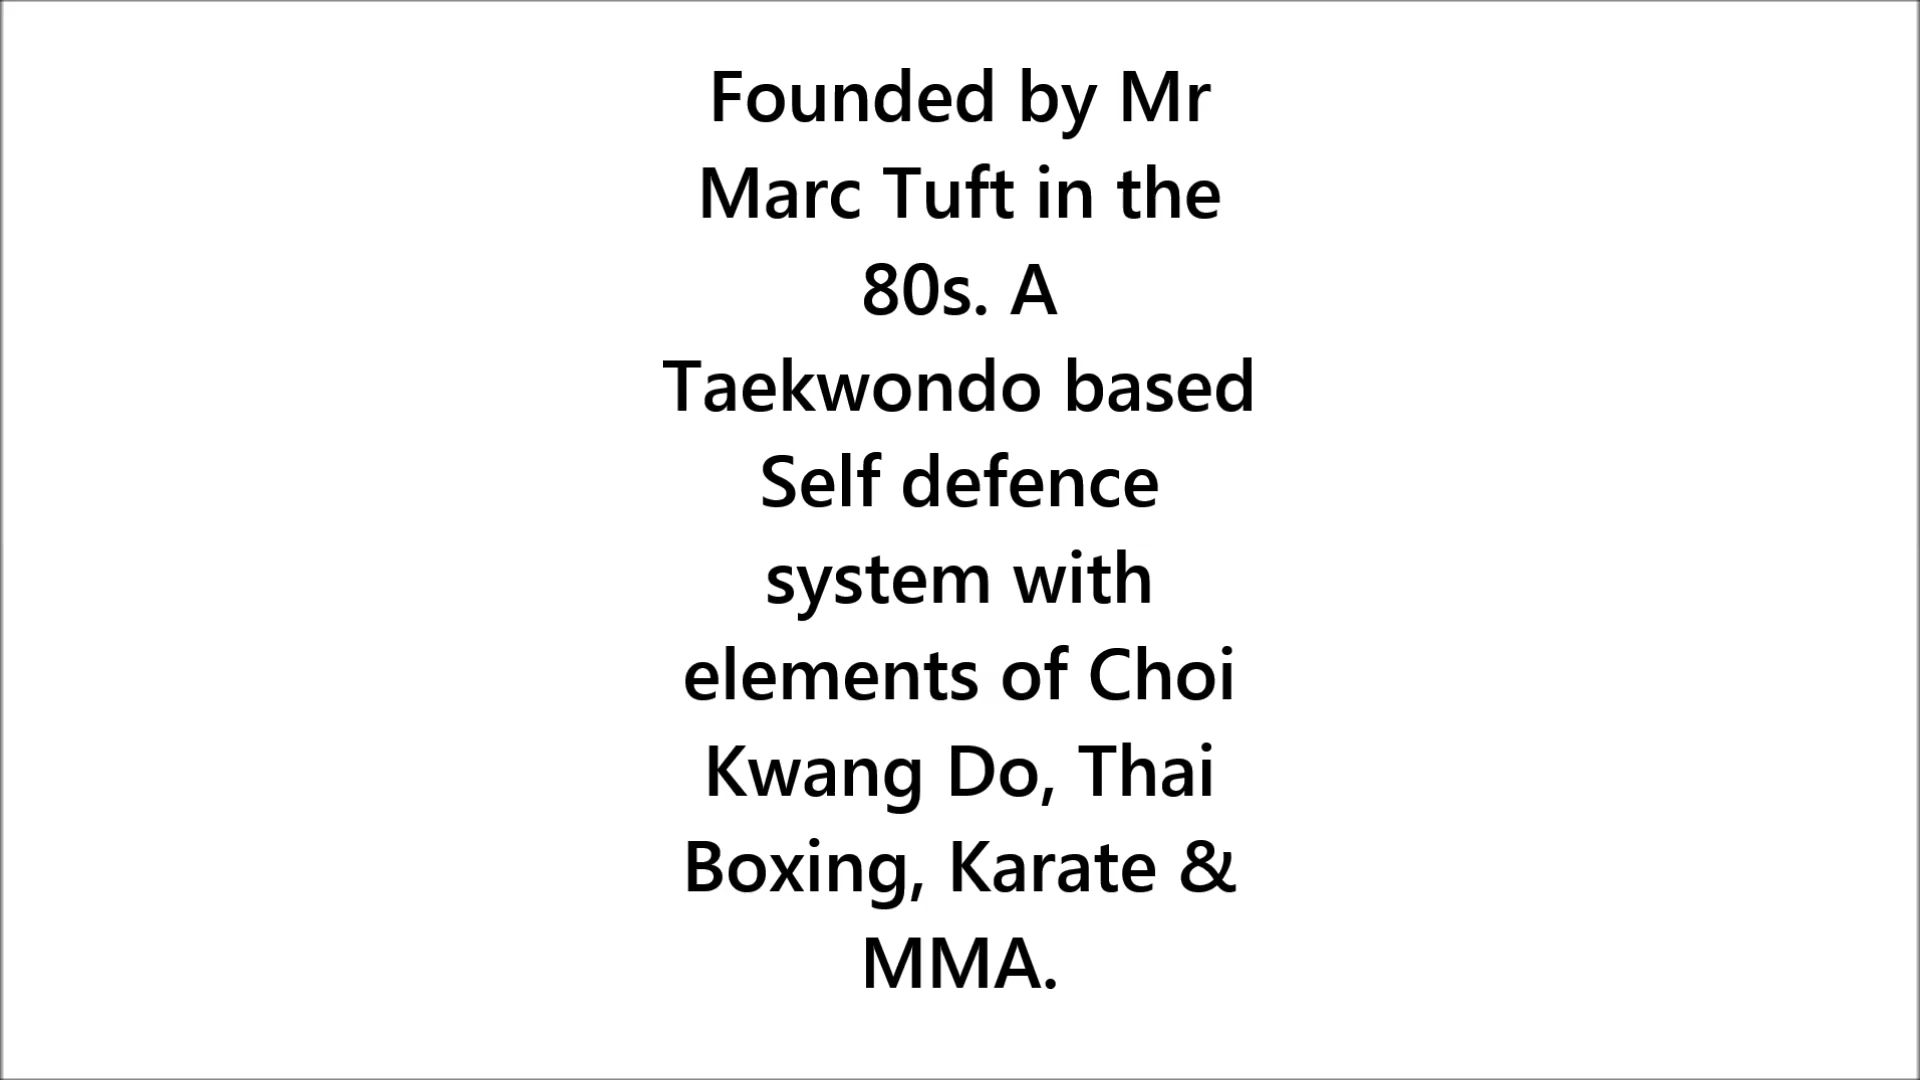 Founded by Mr
Marc Tuft in the
80s. A
Taekwondo based
Self defence
system with
elements of Choi
Kwang Do, Thai
Boxing, Karate &
MMA.